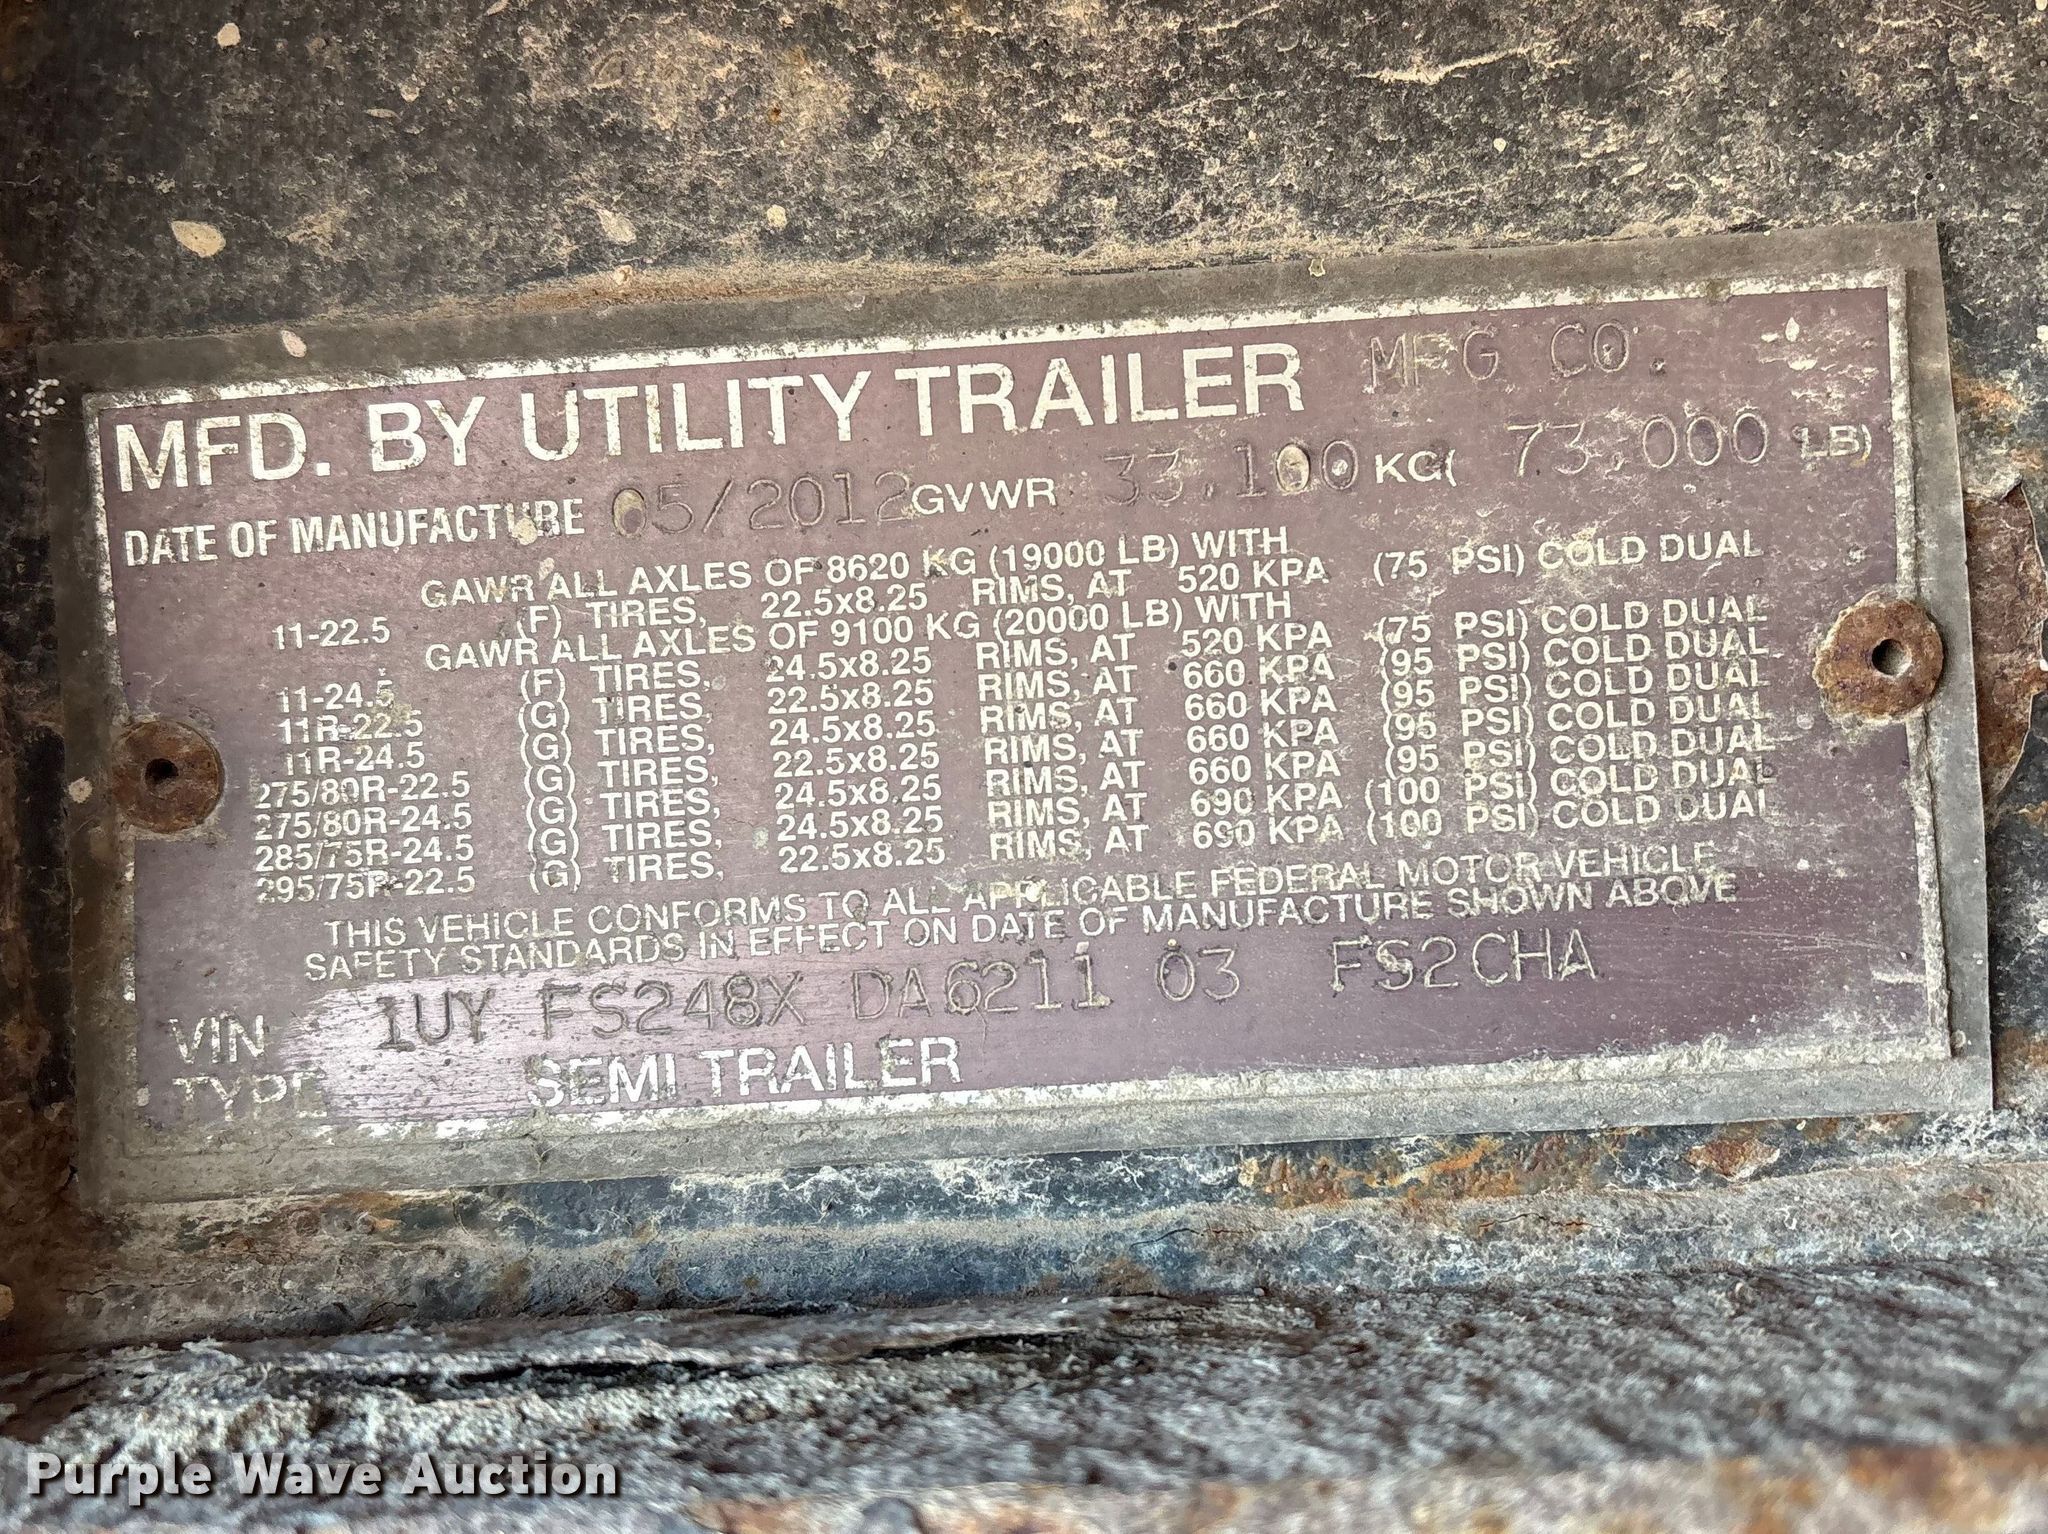 MFD. BY UTILITY TRAILER MFG CO.
DATE OF MANUFACTURE 05/2012 GVWR 33.100 KG( 73.000 LB)
GAWR ALL AXLES OF 8620 KG (19000 LB) WITH
11-22.5 (F) TIRES, 22.5x8.25 RIMS, AT 520 KPA (75 PSI) COLD DUAL
GAWR ALL AXLES OF 9100 KG (20000 LB) WITH
11-24.5 (F) TIRES, 24.5x8.25 RIMS, AT 520 KPA (75 PSI) COLD DUAL
11R-22.5 (G) TIRES, 22.5x8.25 RIMS, AT 660 KPA (95 PSI) COLD DUAL
11R-24.5 (G) TIRES, 24.5x8.25 RIMS, AT 660 KPA (95 PSI) COLD DUAL
275/80R-22.5 (G) TIRES, 22.5x8.25 RIMS, AT 660 KPA (95 PSI) COLD DUAL
275/80R-24.5 (G) TIRES, 24.5x8.25 RIMS, AT 660 KPA (95 PSI) COLD DUAL
285/75R-24.5 (G) TIRES, 24.5x8.25 RIMS, AT 690 KPA (100 PSI) COLD DUAL
295/75R-22.5 (G) TIRES, 22.5x8.25 RIMS, AT 690 KPA (100 PSI) COLD DUAL
THIS VEHICLE CONFORMS TO ALL APPLICABLE FEDERAL MOTOR VEHICLE
SAFETY STANDARDS IN EFFECT ON DATE OF MANUFACTURE SHOWN ABOVE
VIN 1UY FS248X DA6211 03 FS2CHA
TYPE SEMI TRAILER
Purple Wave Auction